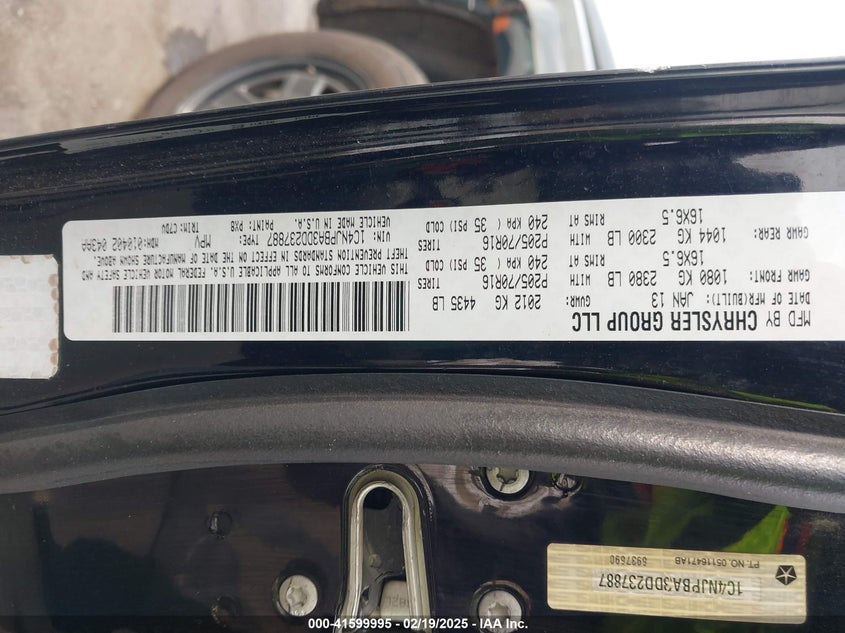 MFD BY CHRYSLER GROUP LLC
DATE OF MFR(BUILT): JAN 13 GVWR: 2012 KG 4435 LB
GAWR FRONT: 1080 KG 2380 LB WITH P205/70R16 TIRES
16X6.5 RIMS AT 240 KPA( 35 PSI) COLD
GAWR REAR: 1044 KG 2300 LB WITH P205/70R16 TIRES
16X6.5 RIMS AT 240 KPA( 35 PSI) COLD
THIS VEHICLE CONFORMS TO ALL APPLICABLE U.S.A. FEDERAL MOTOR VEHICLE SAFETY AND
THEFT PREVENTION STANDARDS IN EFFECT ON THE DATE OF MANUFACTURE SHOWN ABOVE.
VIN: 1C4NJPBA3DD237887 TYPE: MPV MDH:010402 043AA
VEHICLE MADE IN U.S.A. PAINT: PXB TRIM:C7DV
1C4NJPBA3DD237887
PT. NO. 05116471AB
8937690
000-41599995 - 02/19/2025 - IAA Inc.